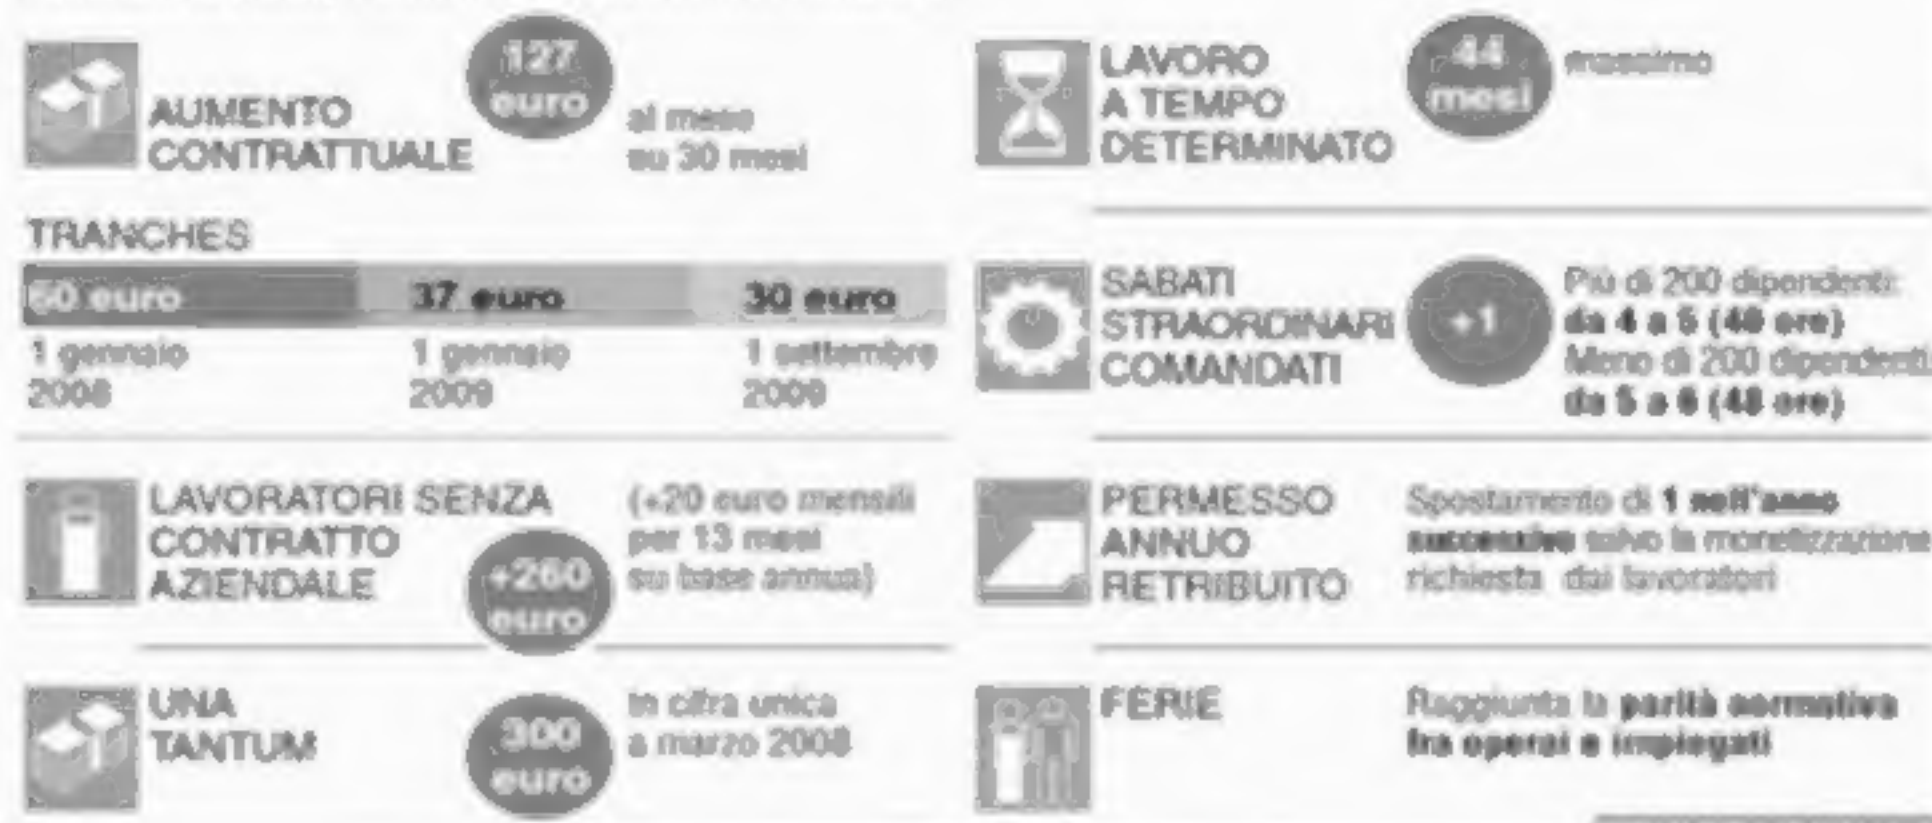 AUMENTO
CONTRATTUALE
127
euro
al mese
su 30 mesi
TRANCHES
60 euro
37 euro
30 euro
1 gennaio
2008
1 gennaio
2009
1 settembre
2009
LAVORATORI SENZA
CONTRATTO
AZIENDALE
+260
euro
(+20 euro mensili
per 13 mesi
su base annua)
UNA
TANTUM
300
euro
In cifra unica
a marzo 2008
LAVORO
A TEMPO
DETERMINATO
44
mesi
massimo
SABATI
STRAORDINARI
COMANDATI
+1
Più di 200 dipendenti:
da 4 a 5 (40 ore)
Meno di 200 dipendenti:
da 5 a 6 (48 ore)
PERMESSO
ANNUO
RETRIBUITO
Spostamento di 1 nell'anno
successivo salvo la monetizzazione
richiesta dai lavoratori
FERIE
Raggiunta la parità normativa
fra operai e impiegati